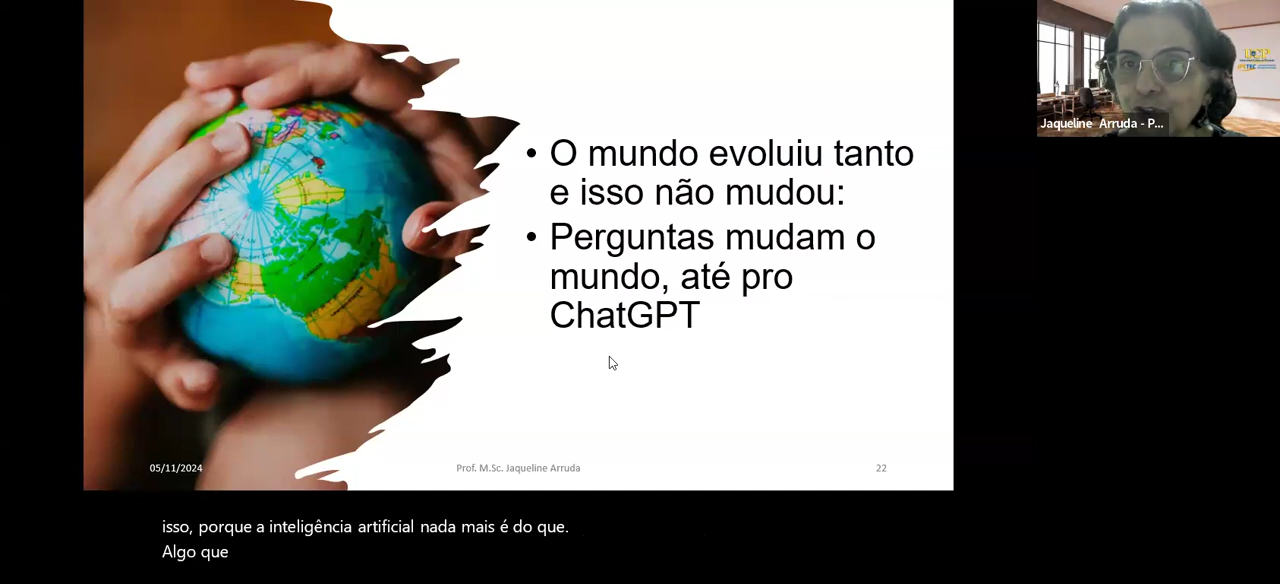 • O mundo evoluiu tanto
e isso não mudou:
• Perguntas mudam o
mundo, até pro
ChatGPT
05/11/2024
Prof. M.Sc. Jaqueline Arruda
22
Jaqueline Arruda - P...
isso, porque a inteligência artificial nada mais é do que.
Algo que